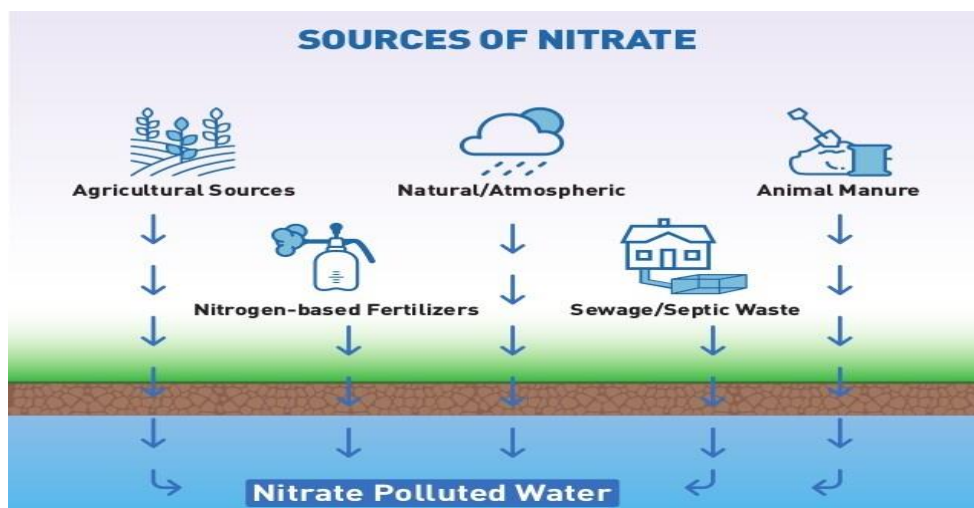 SOURCES OF NITRATE
Agricultural Sources
Natural/Atmospheric
Animal Manure
Nitrogen-based Fertilizers
Sewage/Septic Waste
Nitrate Polluted Water